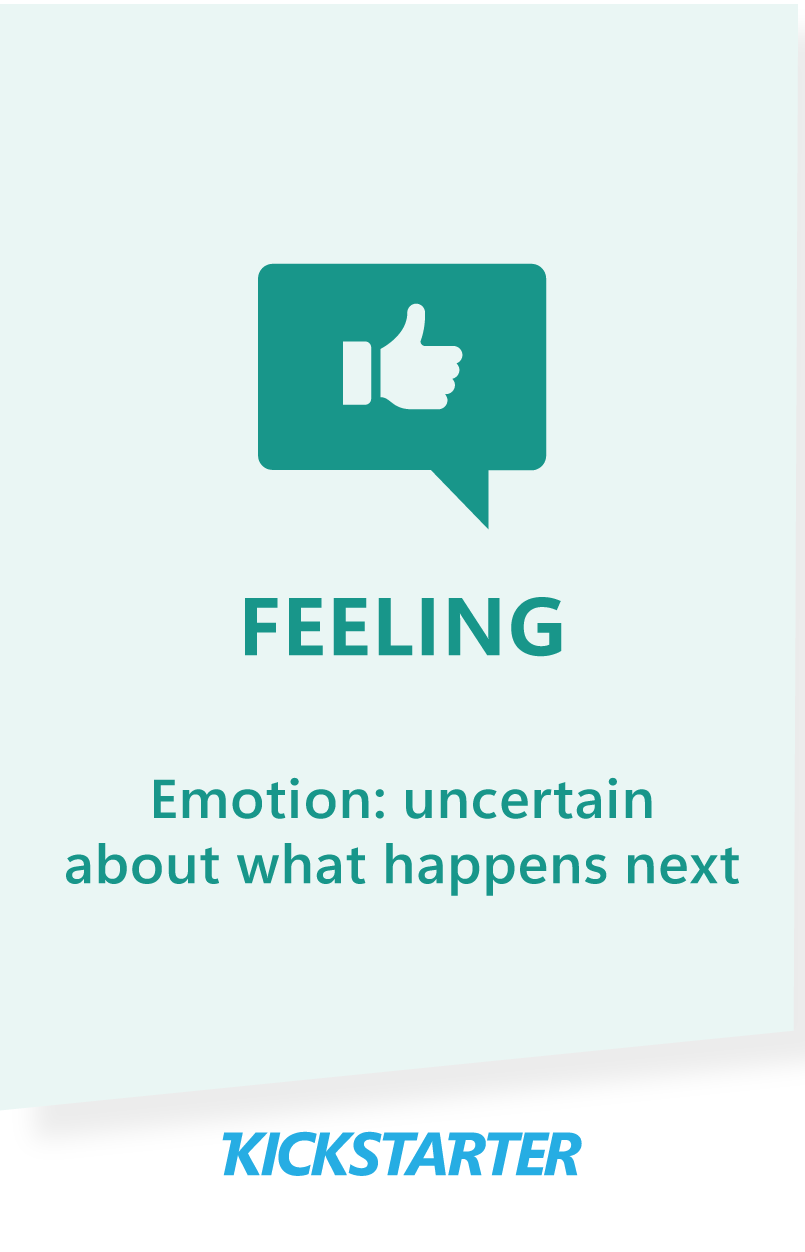 FEELING
Emotion: uncertain
about what happens next
KICKSTARTER